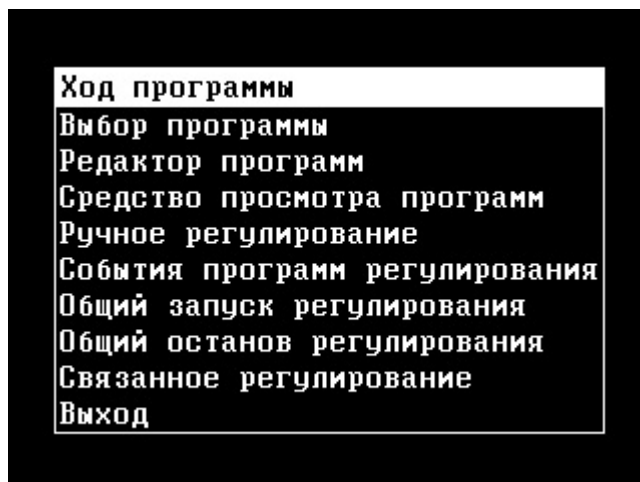 Ход программы
Выбор программы
Редактор программ
Средство просмотра программ
Ручное регулирование
События программ регулирования
Общий запуск регулирования
Общий останов регулирования
Связанное регулирование
Выход